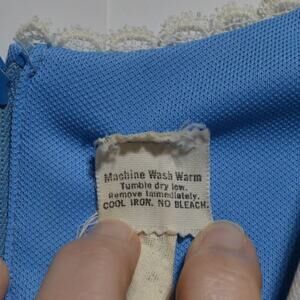 Machine Wash Warm
Tumble dry low.
Remove immediately.
COOL IRON. NO BLEACH.